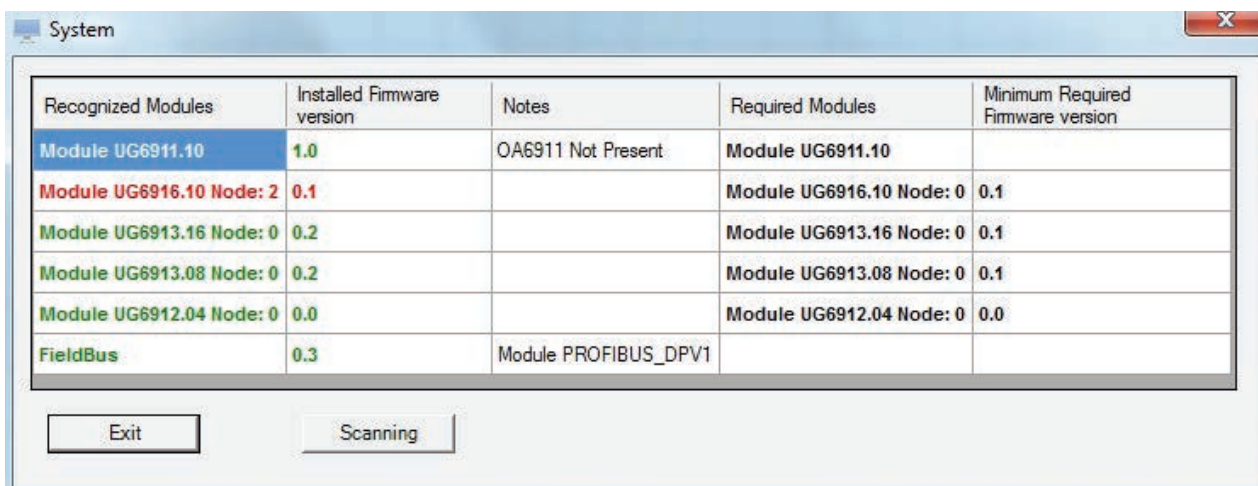 System
Recognized Modules Installed Firmware version Notes Required Modules Minimum Required Firmware version
Module UG6911.10 1.0 OA6911 Not Present Module UG6911.10
Module UG6916.10 Node: 2 0.1 Module UG6916.10 Node: 0 0.1
Module UG6913.16 Node: 0 0.2 Module UG6913.16 Node: 0 0.1
Module UG6913.08 Node: 0 0.2 Module UG6913.08 Node: 0 0.1
Module UG6912.04 Node: 0 0.0 Module UG6912.04 Node: 0 0.0
FieldBus 0.3 Module PROFIBUS_DPV1
Exit Scanning